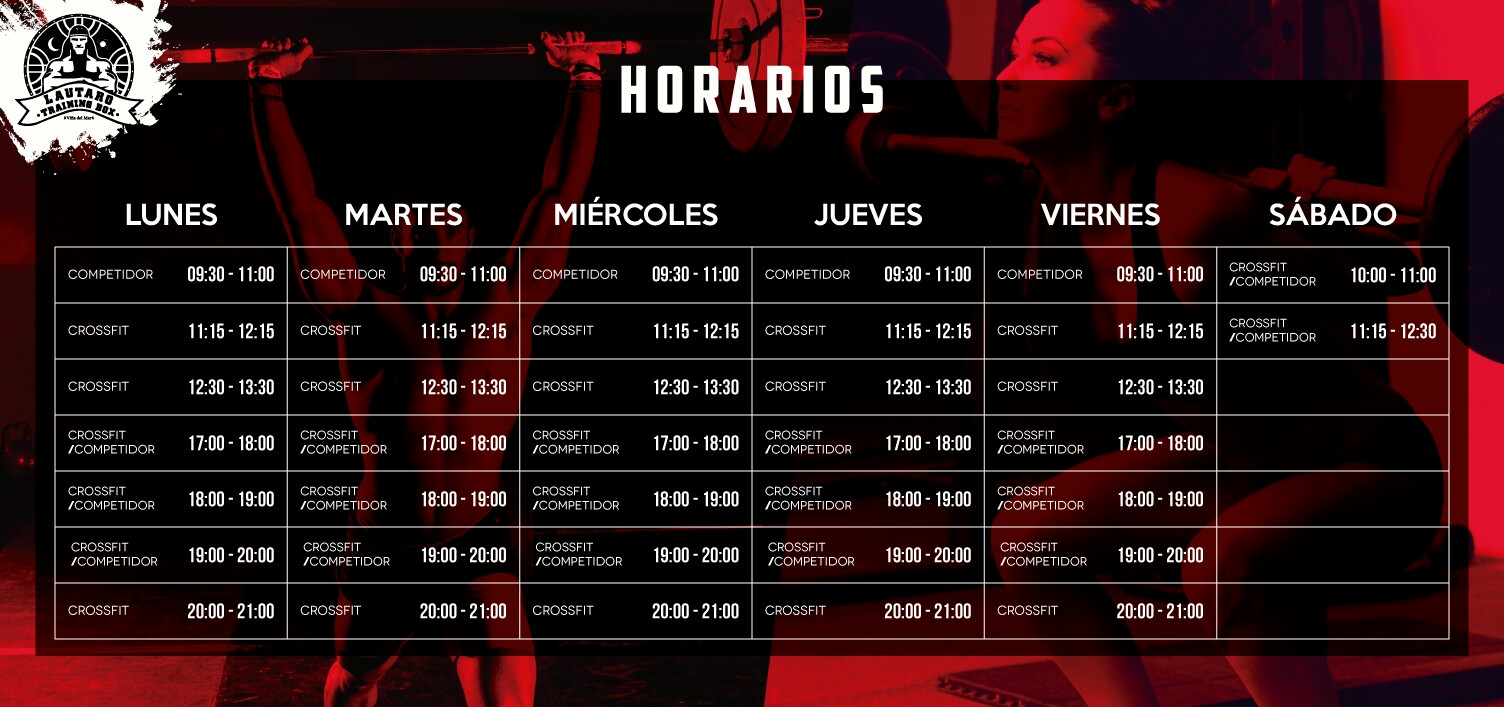 LAUTARO
TRAINING BOX
#Viña del Mar#
HORARIOS
LUNES MARTES MIÉRCOLES JUEVES VIERNES SÁBADO
COMPETIDOR 09:30 - 11:00 COMPETIDOR 09:30 - 11:00 COMPETIDOR 09:30 - 11:00 COMPETIDOR 09:30 - 11:00 COMPETIDOR 09:30 - 11:00 CROSSFIT /COMPETIDOR 10:00 - 11:00
CROSSFIT 11:15 - 12:15 CROSSFIT 11:15 - 12:15 CROSSFIT 11:15 - 12:15 CROSSFIT 11:15 - 12:15 CROSSFIT 11:15 - 12:15 CROSSFIT /COMPETIDOR 11:15 - 12:30
CROSSFIT 12:30 - 13:30 CROSSFIT 12:30 - 13:30 CROSSFIT 12:30 - 13:30 CROSSFIT 12:30 - 13:30 CROSSFIT 12:30 - 13:30
CROSSFIT /COMPETIDOR 17:00 - 18:00 CROSSFIT /COMPETIDOR 17:00 - 18:00 CROSSFIT /COMPETIDOR 17:00 - 18:00 CROSSFIT /COMPETIDOR 17:00 - 18:00 CROSSFIT /COMPETIDOR 17:00 - 18:00
CROSSFIT /COMPETIDOR 18:00 - 19:00 CROSSFIT /COMPETIDOR 18:00 - 19:00 CROSSFIT /COMPETIDOR 18:00 - 19:00 CROSSFIT /COMPETIDOR 18:00 - 19:00 CROSSFIT /COMPETIDOR 18:00 - 19:00
CROSSFIT /COMPETIDOR 19:00 - 20:00 CROSSFIT /COMPETIDOR 19:00 - 20:00 CROSSFIT /COMPETIDOR 19:00 - 20:00 CROSSFIT /COMPETIDOR 19:00 - 20:00 CROSSFIT /COMPETIDOR 19:00 - 20:00
CROSSFIT 20:00 - 21:00 CROSSFIT 20:00 - 21:00 CROSSFIT 20:00 - 21:00 CROSSFIT 20:00 - 21:00 CROSSFIT 20:00 - 21:00